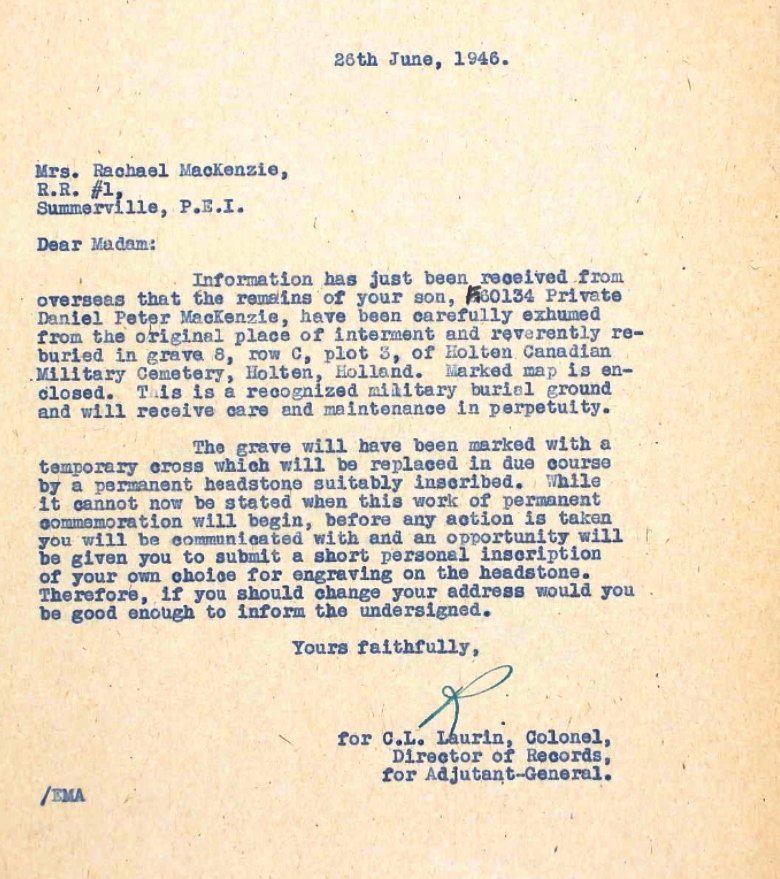 26th June, 1946.
Mrs. Rachael MacKenzie,
R.R. #1,
Summerville, P.E.I.
Dear Madam:
Information has just been received from
overseas that the remains of your son, F60134 Private
Daniel Peter MacKenzie, have been carefully exhumed
from the original place of interment and reverently re-
buried in grave 8, row C, plot 3, of Holten Canadian
Military Cemetery, Holten, Holland. Marked map is en-
closed. This is a recognized military burial ground
and will receive care and maintenance in perpetuity.
The grave will have been marked with a
temporary cross which will be replaced in due course
by a permanent headstone suitably inscribed. While
it cannot now be stated when this work of permanent
commemoration will begin, before any action is taken
you will be communicated with and an opportunity will
be given you to submit a short personal inscription
of your own choice for engraving on the headstone.
Therefore, if you should change your address would you
be good enough to inform the undersigned.
Yours faithfully,
for C.L. Laurin, Colonel,
Director of Records,
for Adjutant-General.
/EMA